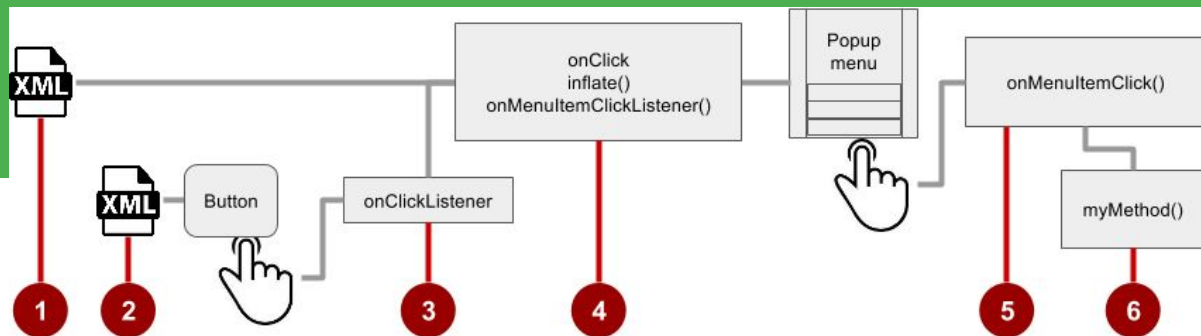 XML
onClick
inflate()
onMenuItemClickListener()
Popup
menu
onMenuItemClick()
XML
Button
onClickListener
myMethod()
1
2
3
4
5
6